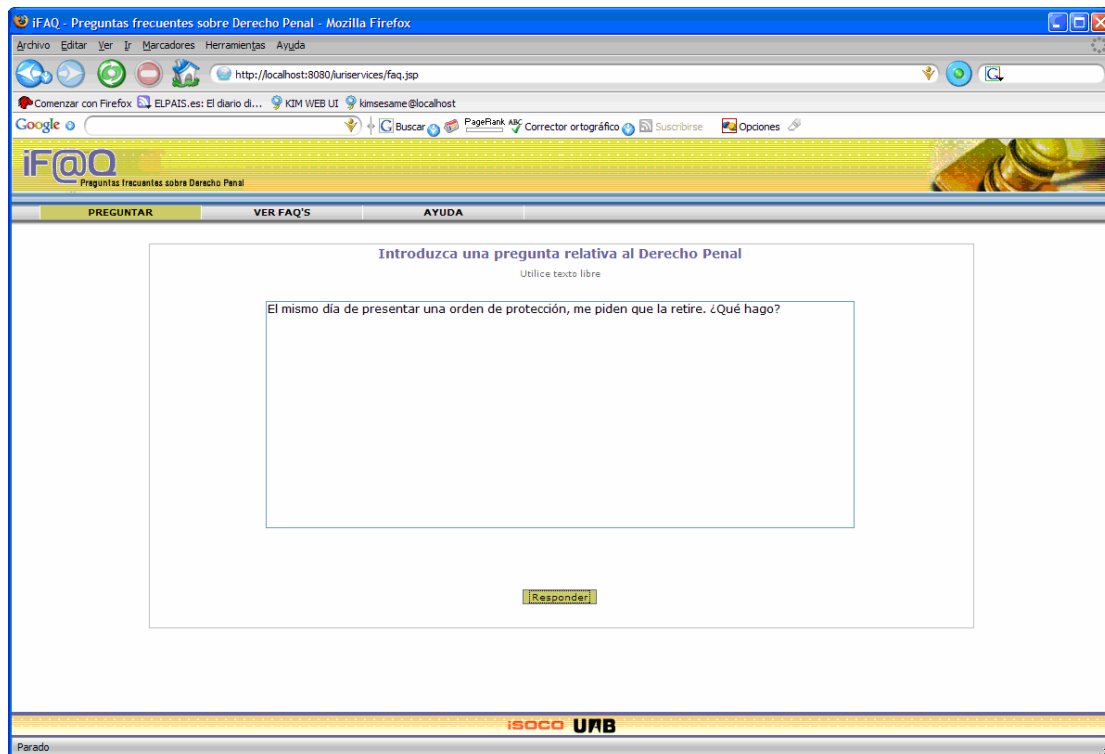 iFAQ - Preguntas frecuentes sobre Derecho Penal - Mozilla Firefox
Archivo Editar Ver Ir Marcadores Herramientas Ayuda
http://localhost:8080/iuriservices/faq.jsp
G
Comenzar con Firefox ELPAIS.es: El diario di... KIM WEB UI kimsesame@localhost
Google G Buscar PageRank ABC Corrector ortográfico Suscribirse Opciones
iF@Q
Preguntas frecuentes sobre Derecho Penal
PREGUNTAR VER FAQ'S AYUDA
Introduzca una pregunta relativa al Derecho Penal
Utilice texto libre
El mismo día de presentar una orden de protección, me piden que la retire. ¿Qué hago?
Responder
isoco UAB
Parado